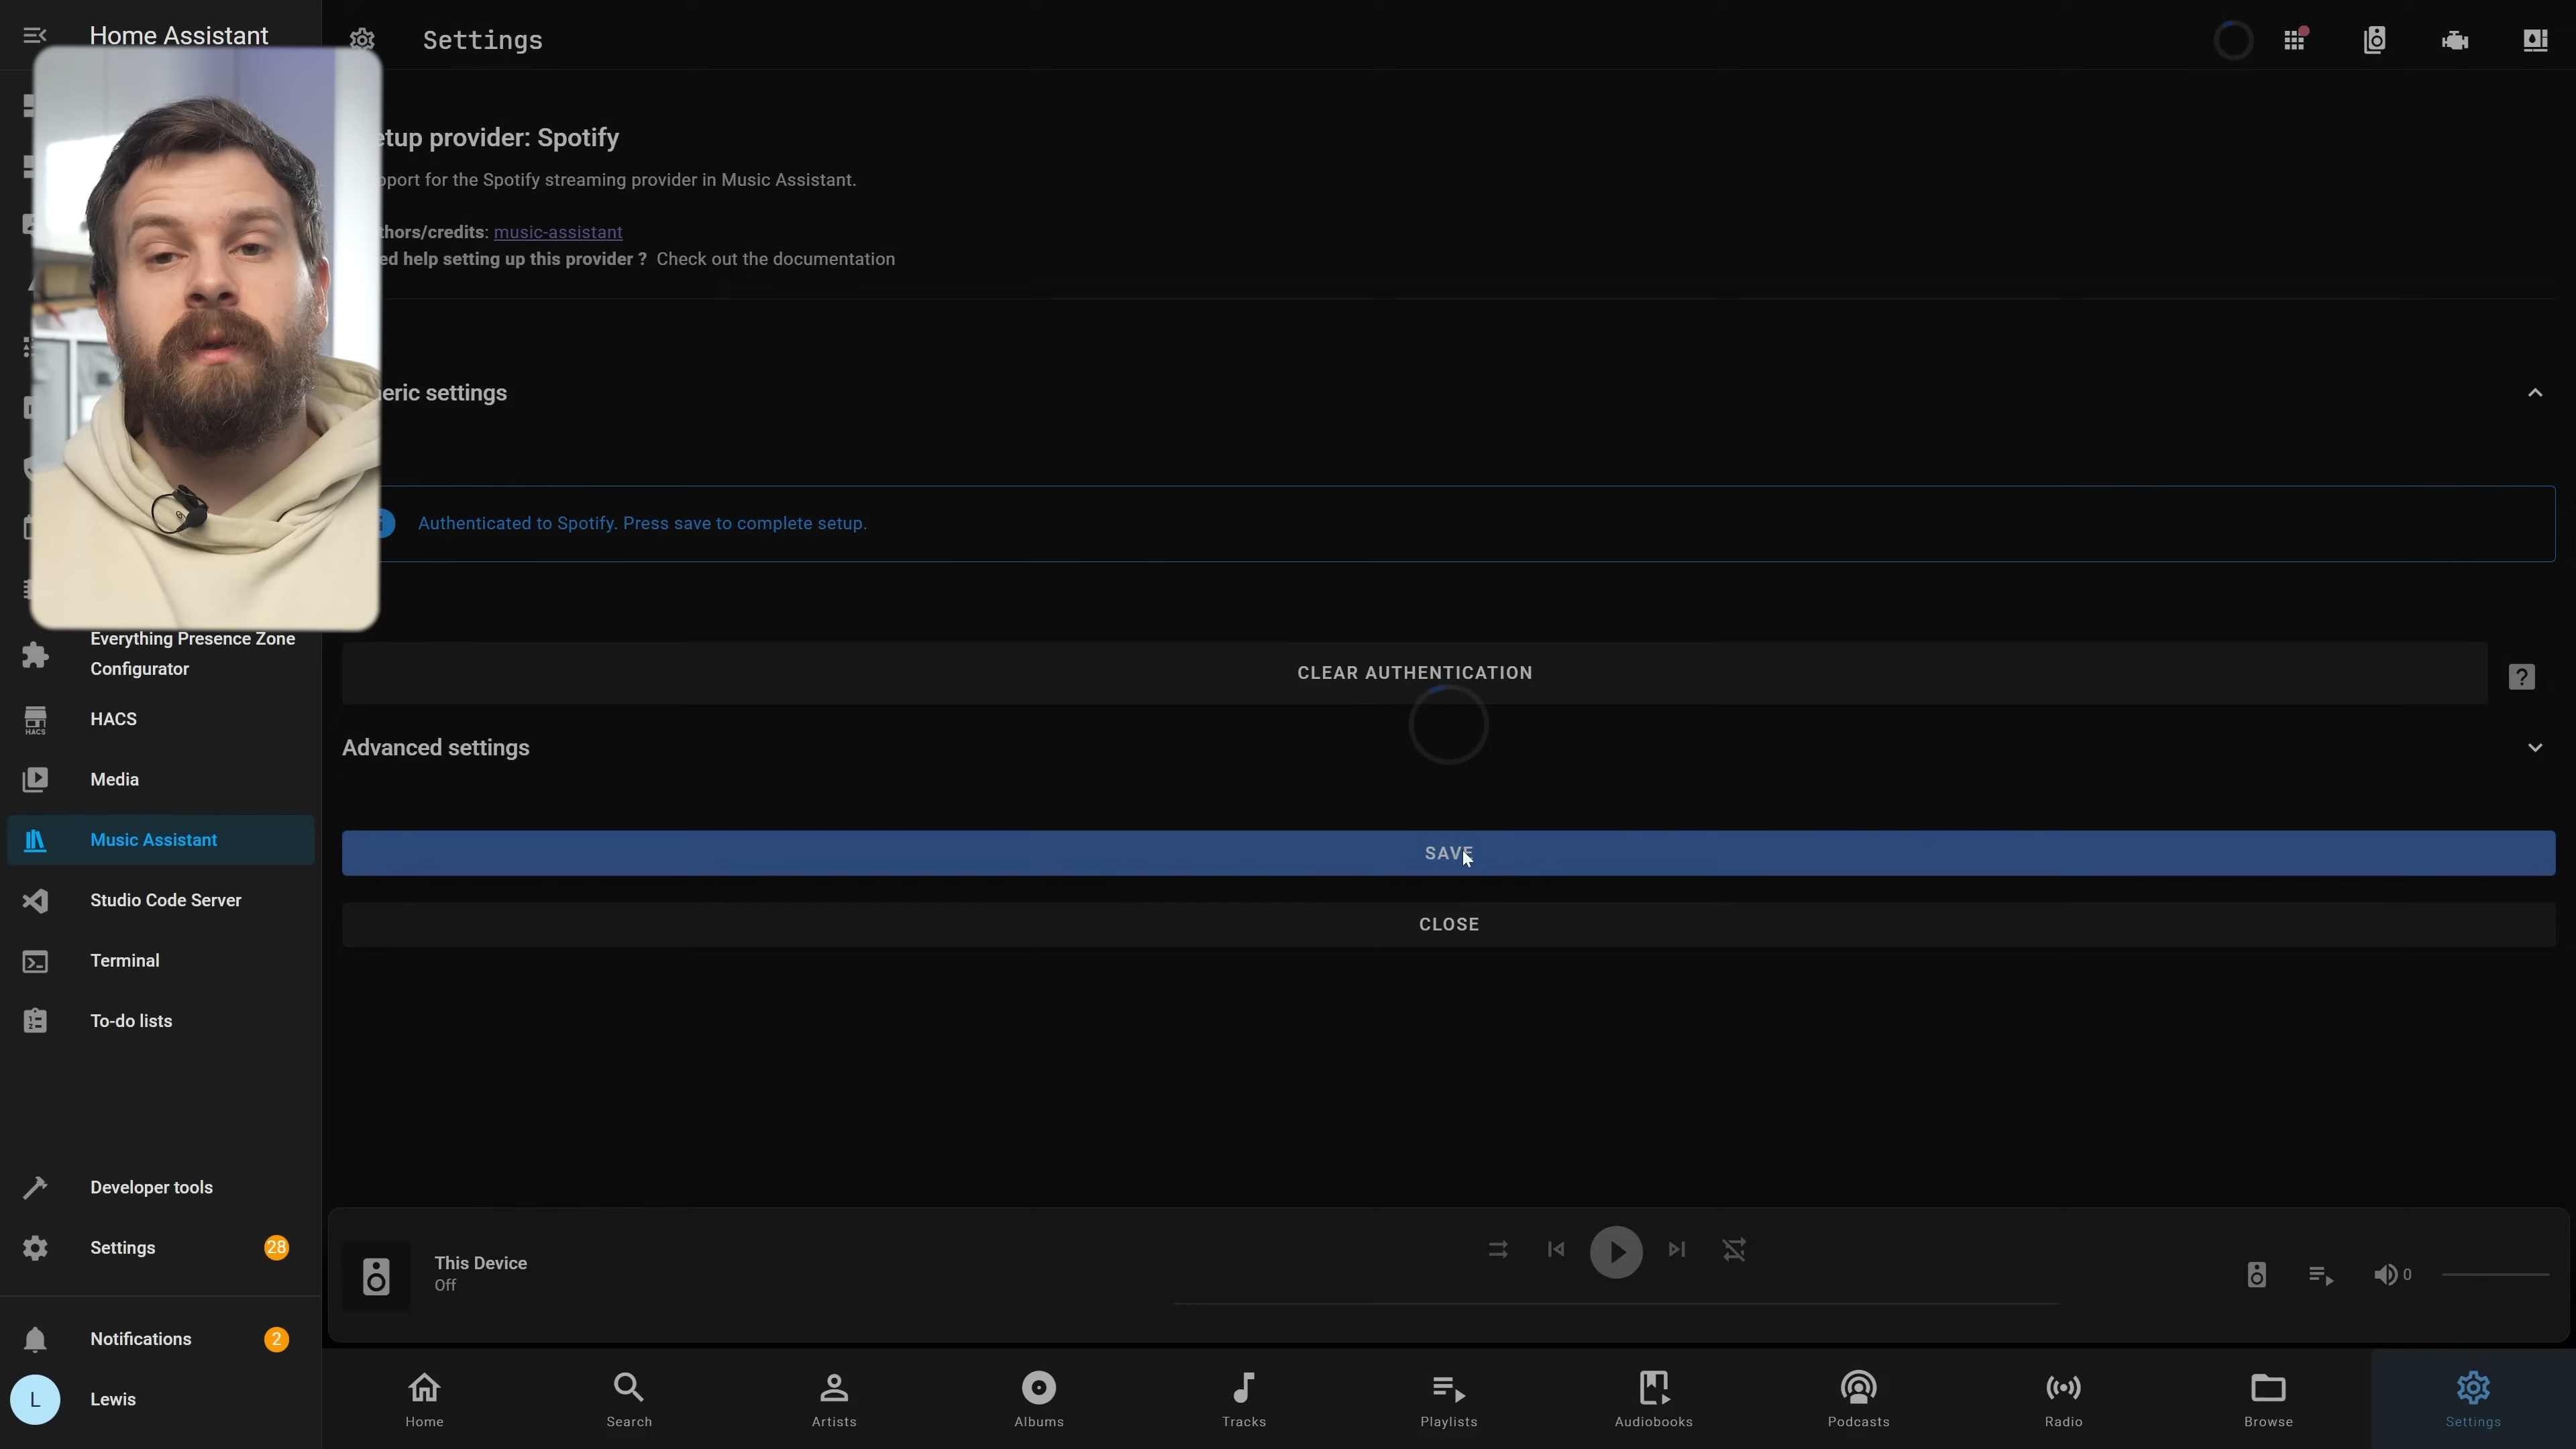 Home Assistant
Settings
etup provider: Spotify
pport for the Spotify streaming provider in Music Assistant.
thors/credits: music-assistant
ed help setting up this provider ? Check out the documentation
eric settings
Authenticated to Spotify. Press save to complete setup.
CLEAR AUTHENTICATION
?
Advanced settings
SAVE
CLOSE
Everything Presence Zone
Configurator
HACS
HACS
Media
Music Assistant
Studio Code Server
Terminal
To-do lists
Developer tools
Settings 28
Notifications 2
L Lewis
This Device
Off
0
Home Search Artists Albums Tracks Playlists Audiobooks Podcasts Radio Browse Settings